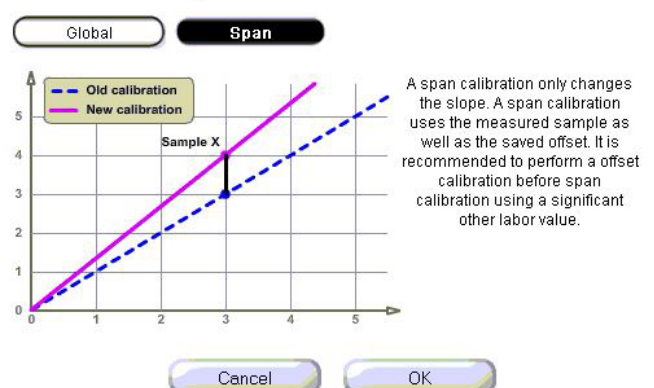 Global
Span
Old calibration
New calibration
Sample X
5
4
3
2
1
0
0
1
2
3
4
5
A span calibration only changes
the slope. A span calibration
uses the measured sample as
well as the saved offset. It is
recommended to perform a offset
calibration before span
calibration using a significant
other labor value.
Cancel
OK